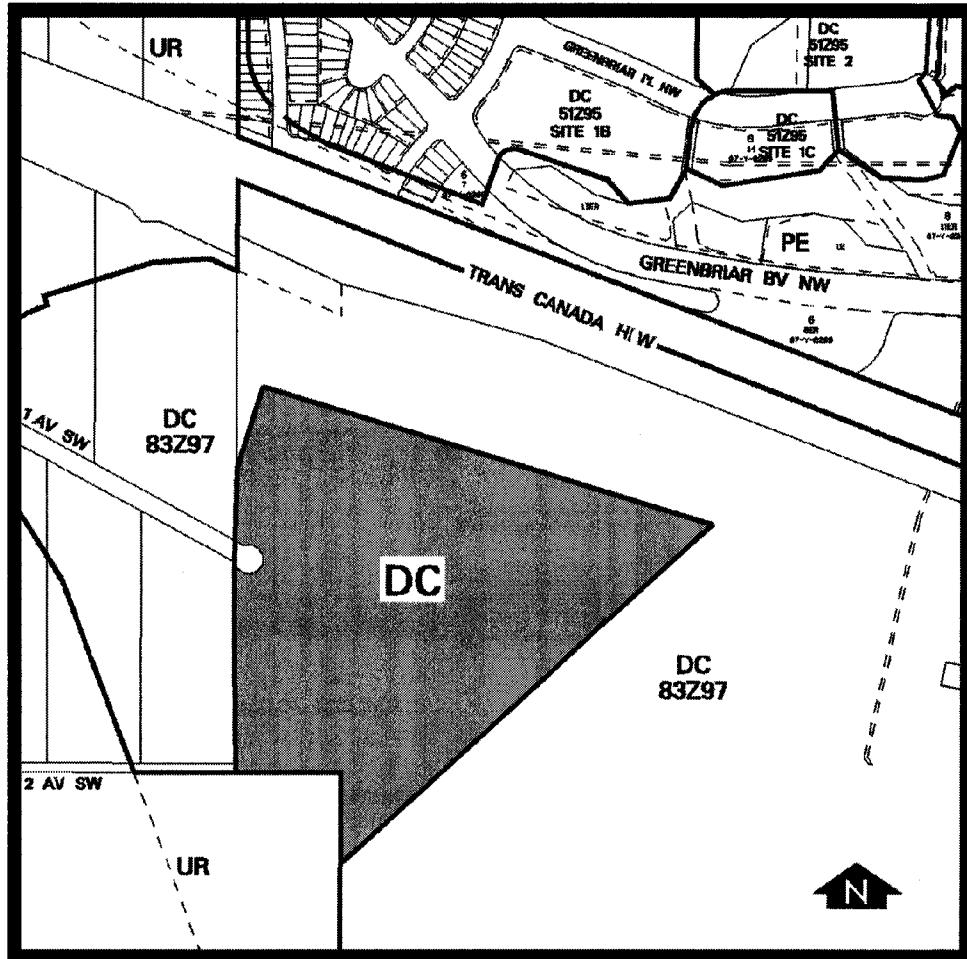 UR
DC
51Z95
SITE 2
GREENBRIAR PL NW
DC
51Z95
SITE 1B
DC
51Z95
SITE 1C
PE
GREENBRIAR BV NW
TRANS CANADA H W
6
DC
83Z97
1 AV SW
DC
DC
83Z97
2 AV SW
UR
N